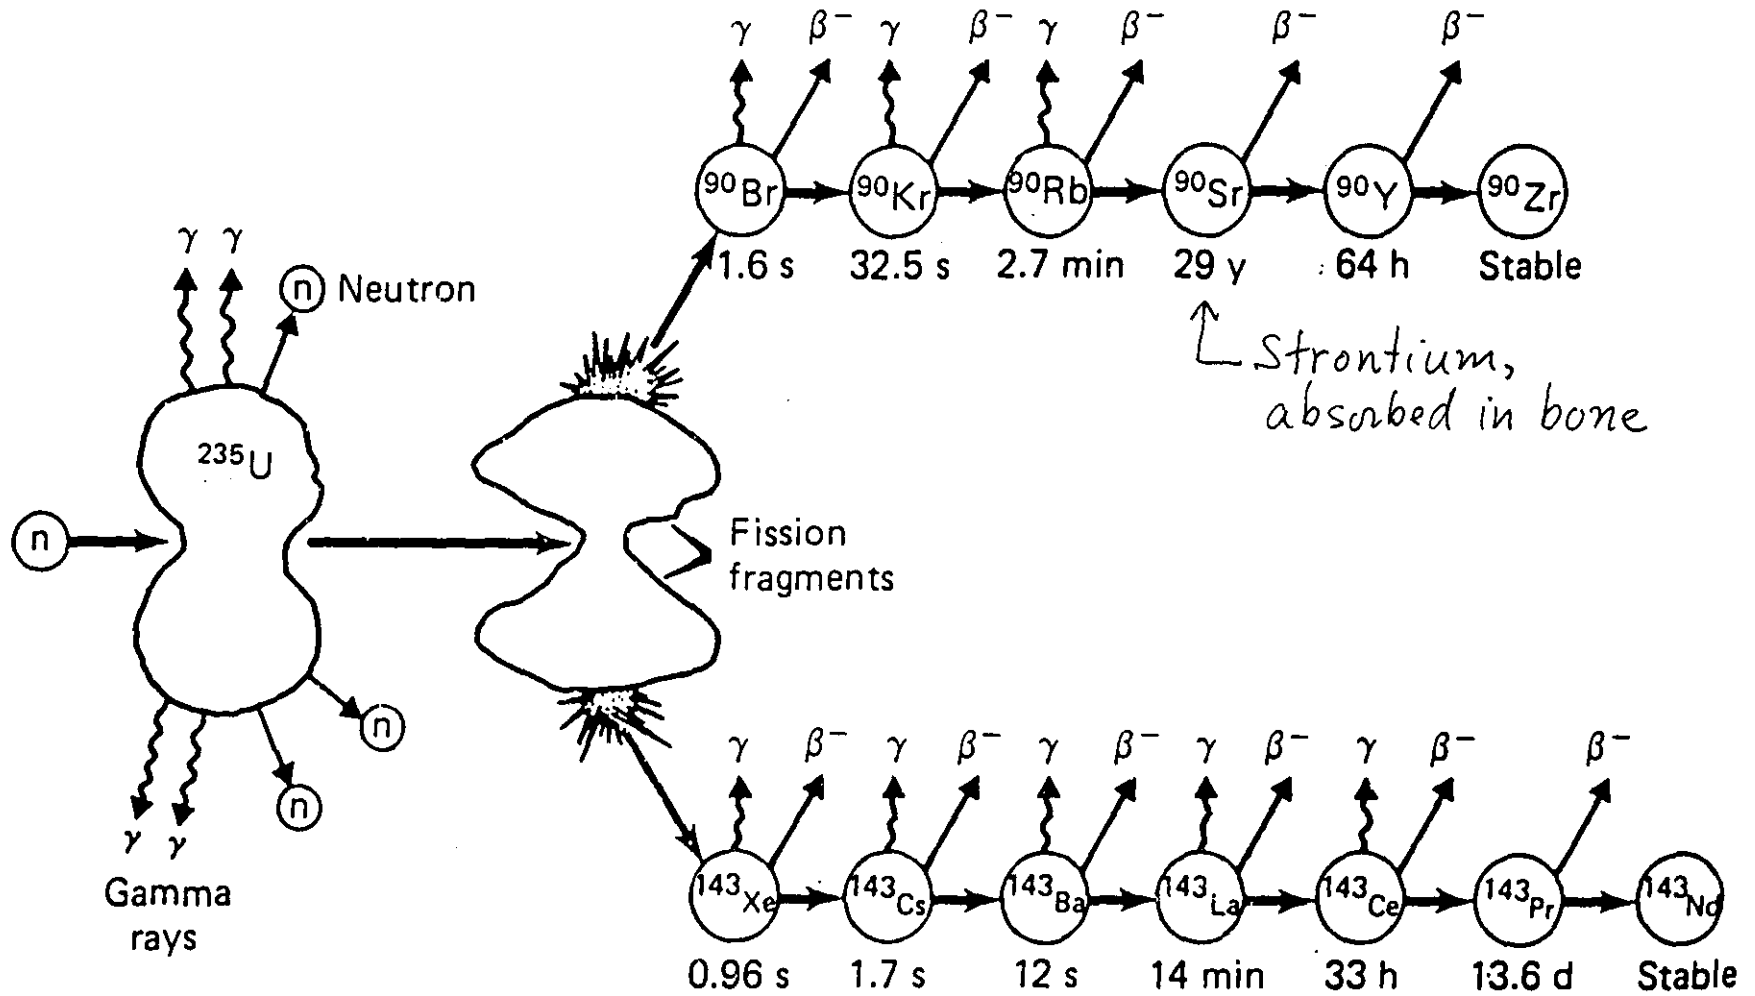 γ β⁻ γ β⁻ γ β⁻ β⁻ β⁻
⁹⁰Br ⁹⁰Kr ⁹⁰Rb ⁹⁰Sr ⁹⁰Y ⁹⁰Zr
1.6 s 32.5 s 2.7 min 29 y 64 h Stable
Strontium,
absorbed in bone
γ γ
n Neutron
²³⁵U
n
Fission
fragments
n
n
γ γ
Gamma
rays
γ β⁻ γ β⁻ γ β⁻ γ β⁻ γ β⁻ β⁻
¹⁴³Xe ¹⁴³Cs ¹⁴³Ba ¹⁴³La ¹⁴³Ce ¹⁴³Pr ¹⁴³Nd
0.96 s 1.7 s 12 s 14 min 33 h 13.6 d Stable